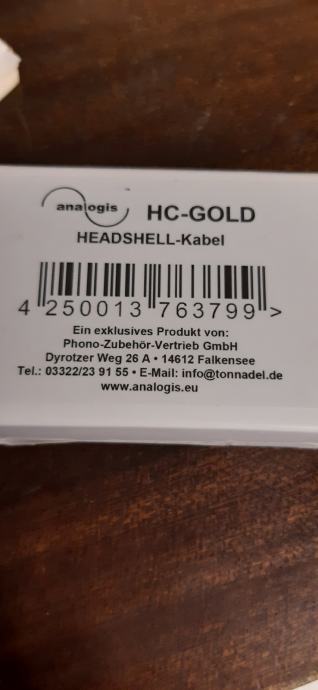 analogis HC-GOLD
HEADSHELL-Kabel
4 250013 763799 >
Ein exklusives Produkt von:
Phono-Zubehör-Vertrieb GmbH
Dyrotzer Weg 26 A • 14612 Falkensee
Tel.: 03322/23 91 55 • E-Mail: info@tonnadel.de
www.analogis.eu